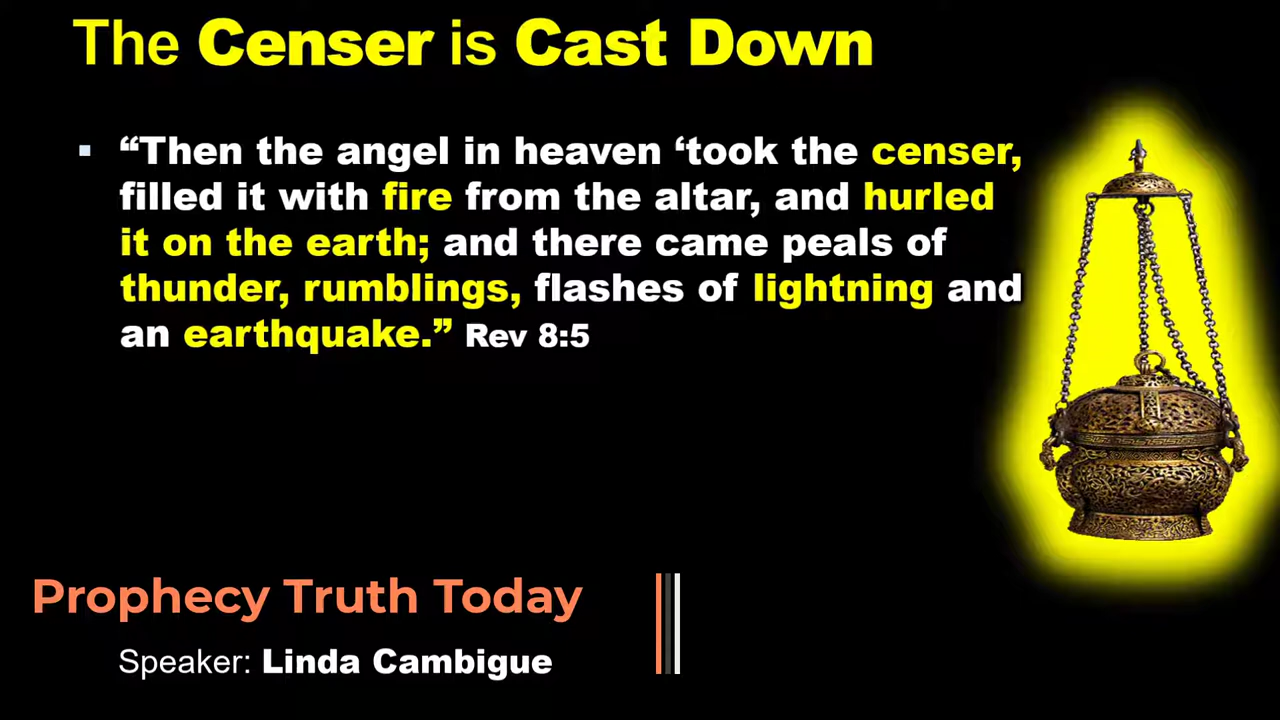 The Censer is Cast Down
▪ “Then the angel in heaven ‘took the censer,
filled it with fire from the altar, and hurled
it on the earth; and there came peals of
thunder, rumblings, flashes of lightning and
an earthquake.” Rev 8:5
Prophecy Truth Today
Speaker: Linda Cambigue